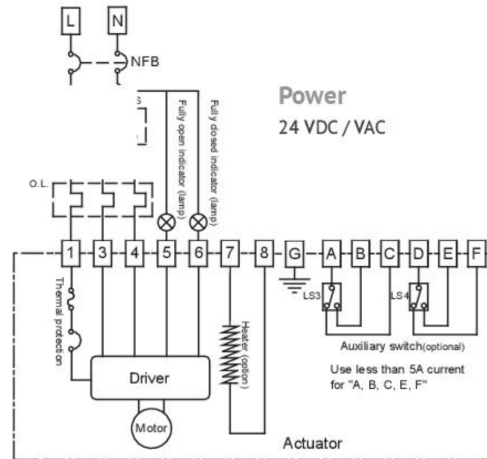 L N
NFB
Power
24 VDC / VAC
Fully open indicator (lamp)
Fully closed indicator (lamp)
O.L.
1 3 4 5 6 7 8 G A B C D E F
Thermal protection
Heater (option)
LS3
LS4
Auxiliary switch(optional)
Use less than 5A current
for "A, B, C, E, F"
Driver
Motor
Actuator